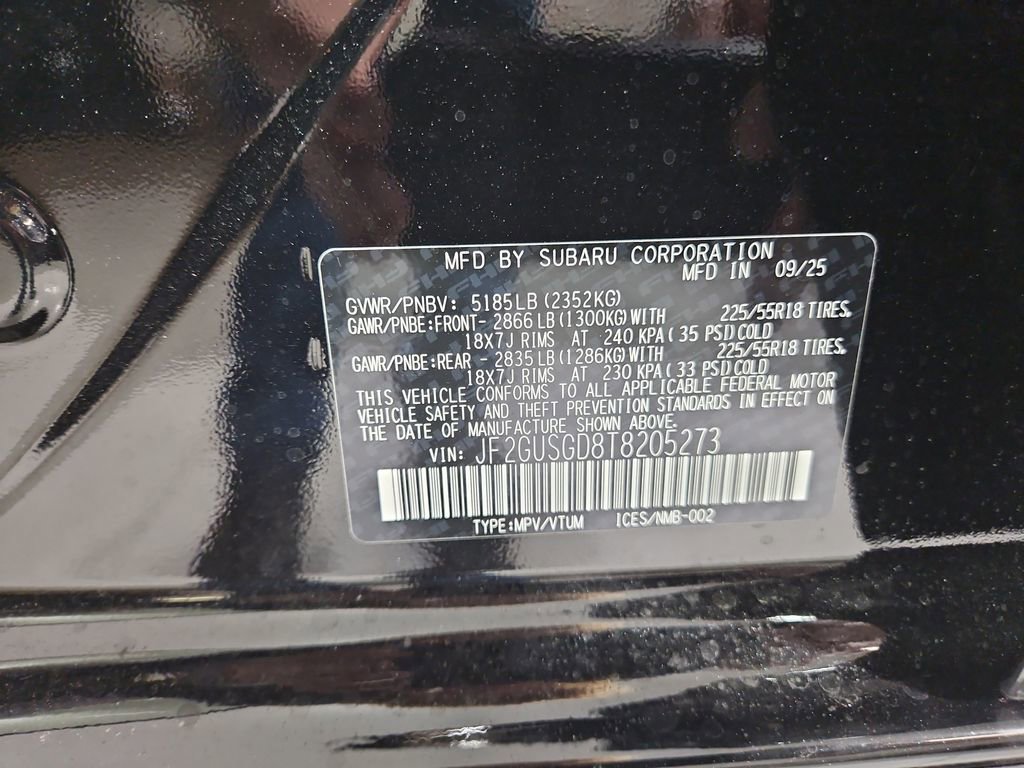 MFD BY SUBARU CORPORATION
MFD IN 09/25
GVWR/PNBV: 5185LB (2352KG)
GAWR/PNBE:FRONT- 2866 LB (1300KG) WITH 225/55R18 TIRES,
18X7J RIMS AT 240 KPA (35 PSI) COLD
GAWR/PNBE:REAR - 2835 LB (1286KG) WITH 225/55R18 TIRES,
18X7J RIMS AT 230 KPA (33 PSI) COLD
THIS VEHICLE CONFORMS TO ALL APPLICABLE FEDERAL MOTOR
VEHICLE SAFETY AND THEFT PREVENTION STANDARDS IN EFFECT ON
THE DATE OF MANUFACTURE SHOWN ABOVE.
VIN: JF2GUSGD8T8205273
TYPE:MPV/VTUM ICES/NMB-002